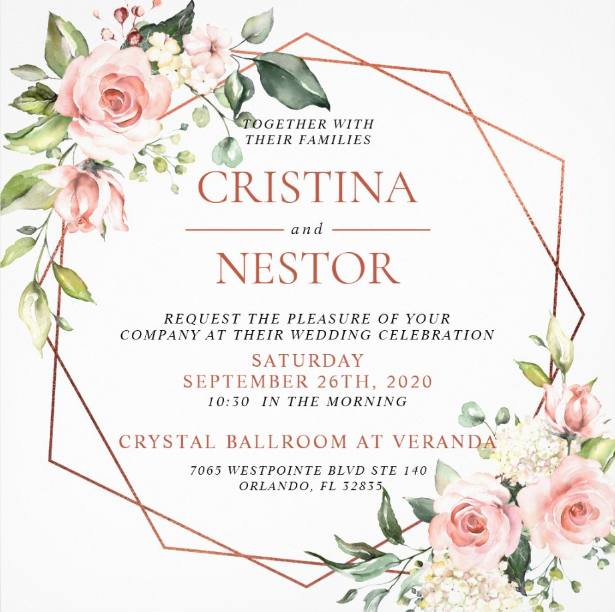 TOGETHER WITH
THEIR FAMILIES
CRISTINA
and
NESTOR
REQUEST THE PLEASURE OF YOUR
COMPANY AT THEIR WEDDING CELEBRATION
SATURDAY
SEPTEMBER 26TH, 2020
10:30 IN THE MORNING
CRYSTAL BALLROOM AT VERANDA
7065 WESTPOINTE BLVD STE 140
ORLANDO, FL 32835